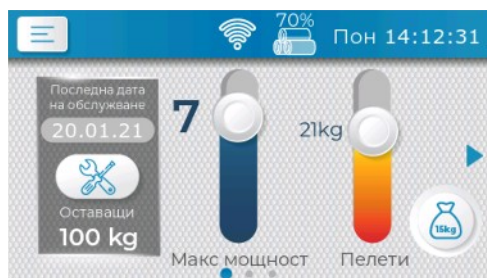 70%
Пон 14:12:31
Последна дата
на обслужване
20.01.21
Оставащи
100 kg
7
Макс мощност
21kg
Пелети
15kg